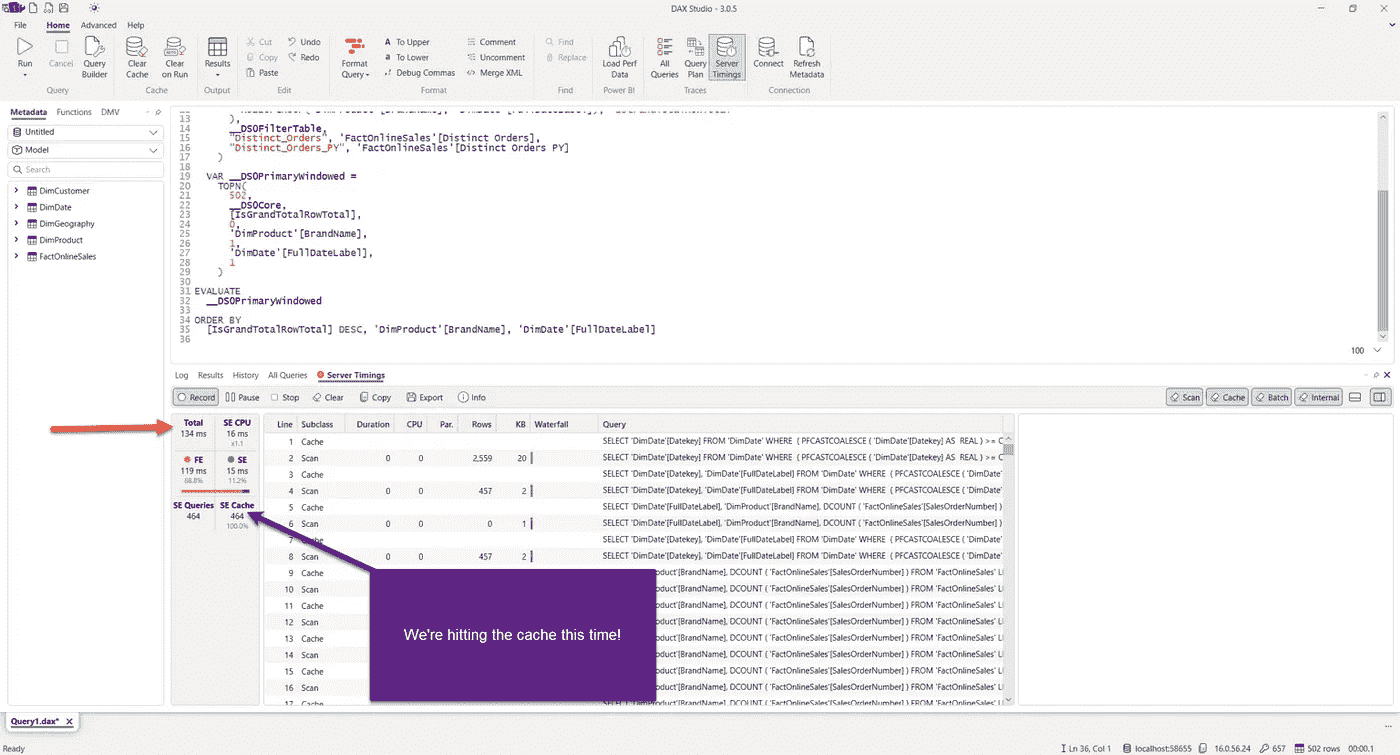 DAX Studio - 3.0.5
File Home Advanced Help
Run Cancel Query Builder Clear Cache Clear on Run Results Cut Copy Paste Undo Redo Format Query To Upper To Lower Debug Commas Comment Uncomment Merge XML Find Replace Load Perf Data All Queries Query Plan Server Timings Connect Refresh Metadata
Query Cache Output Edit Format Find Power BI Traces Connection
Metadata Functions DMV
Untitled
Model
Search
DimCustomer
DimDate
DimGeography
DimProduct
FactOnlineSales
13 ),
14 __DS0FilterTable,
15 "Distinct_Orders", 'FactOnlineSales'[Distinct Orders],
16 "Distinct_Orders_PY", 'FactOnlineSales'[Distinct Orders PY]
17 )
18
19 VAR __DS0PrimaryWindowed =
20 TOPN(
21 502,
22 __DS0Core,
23 [IsGrandTotalRowTotal],
24 0,
25 'DimProduct'[BrandName],
26 1,
27 'DimDate'[FullDateLabel],
28 1
29 )
30
31 EVALUATE
32 __DS0PrimaryWindowed
33
34 ORDER BY
35 [IsGrandTotalRowTotal] DESC, 'DimProduct'[BrandName], 'DimDate'[FullDateLabel]
36
100
Log Results History All Queries Server Timings
Record Pause Stop Clear Copy Export Info Scan Cache Batch Internal
Total SE CPU
134 ms 16 ms
x1.1
FE SE
119 ms 15 ms
88.8% 11.2%
SE Queries SE Cache
464 464
100.0%
Line Subclass Duration CPU Par. Rows KB Waterfall Query
1 Cache SELECT 'DimDate'[Datekey] FROM 'DimDate' WHERE ( PFCASTCOALESCE ( 'DimDate'[Datekey] AS REAL ) >= C
2 Scan 0 0 2,559 20 SELECT 'DimDate'[Datekey] FROM 'DimDate' WHERE ( PFCASTCOALESCE ( 'DimDate'[Datekey] AS REAL ) >= C
3 Cache SELECT 'DimDate'[Datekey], 'DimDate'[FullDateLabel] FROM 'DimDate' WHERE ( PFCASTCOALESCE ( 'DimDate'
4 Scan 0 0 457 2 SELECT 'DimDate'[Datekey], 'DimDate'[FullDateLabel] FROM 'DimDate' WHERE ( PFCASTCOALESCE ( 'DimDate'
5 Cache SELECT 'DimDate'[FullDateLabel], 'DimProduct'[BrandName], DCOUNT ( 'FactOnlineSales'[SalesOrderNumber] )
6 Scan 0 0 0 1 SELECT 'DimDate'[FullDateLabel], 'DimProduct'[BrandName], DCOUNT ( 'FactOnlineSales'[SalesOrderNumber] )
7 Cache SELECT 'DimDate'[Datekey], 'DimDate'[FullDateLabel] FROM 'DimDate' WHERE ( PFCASTCOALESCE ( 'DimDate'
8 Scan 0 0 457 2 SELECT 'DimDate'[Datekey], 'DimDate'[FullDateLabel] FROM 'DimDate' WHERE ( PFCASTCOALESCE ( 'DimDate'
9 Cache oduct'[BrandName], DCOUNT ( 'FactOnlineSales'[SalesOrderNumber] ) FROM 'FactOnlineSales' LI
10 Scan oduct'[BrandName], DCOUNT ( 'FactOnlineSales'[SalesOrderNumber] ) FROM 'FactOnlineSales' LI
11 Cache oduct'[BrandName], DCOUNT ( 'FactOnlineSales'[SalesOrderNumber] ) FROM 'FactOnlineSales' LI
12 Scan oduct'[BrandName], DCOUNT ( 'FactOnlineSales'[SalesOrderNumber] ) FROM 'FactOnlineSales' LI
13 Cache oduct'[BrandName], DCOUNT ( 'FactOnlineSales'[SalesOrderNumber] ) FROM 'FactOnlineSales' LI
14 Scan oduct'[BrandName], DCOUNT ( 'FactOnlineSales'[SalesOrderNumber] ) FROM 'FactOnlineSales' LI
15 Cache oduct'[BrandName], DCOUNT ( 'FactOnlineSales'[SalesOrderNumber] ) FROM 'FactOnlineSales' LI
16 Scan oduct'[BrandName], DCOUNT ( 'FactOnlineSales'[SalesOrderNumber] ) FROM 'FactOnlineSales' LI
We're hitting the cache this time!
Query1.dax*
Ready Ln 36, Col 1 localhost:58655 16.0.56.24 657 502 rows 00:00.1